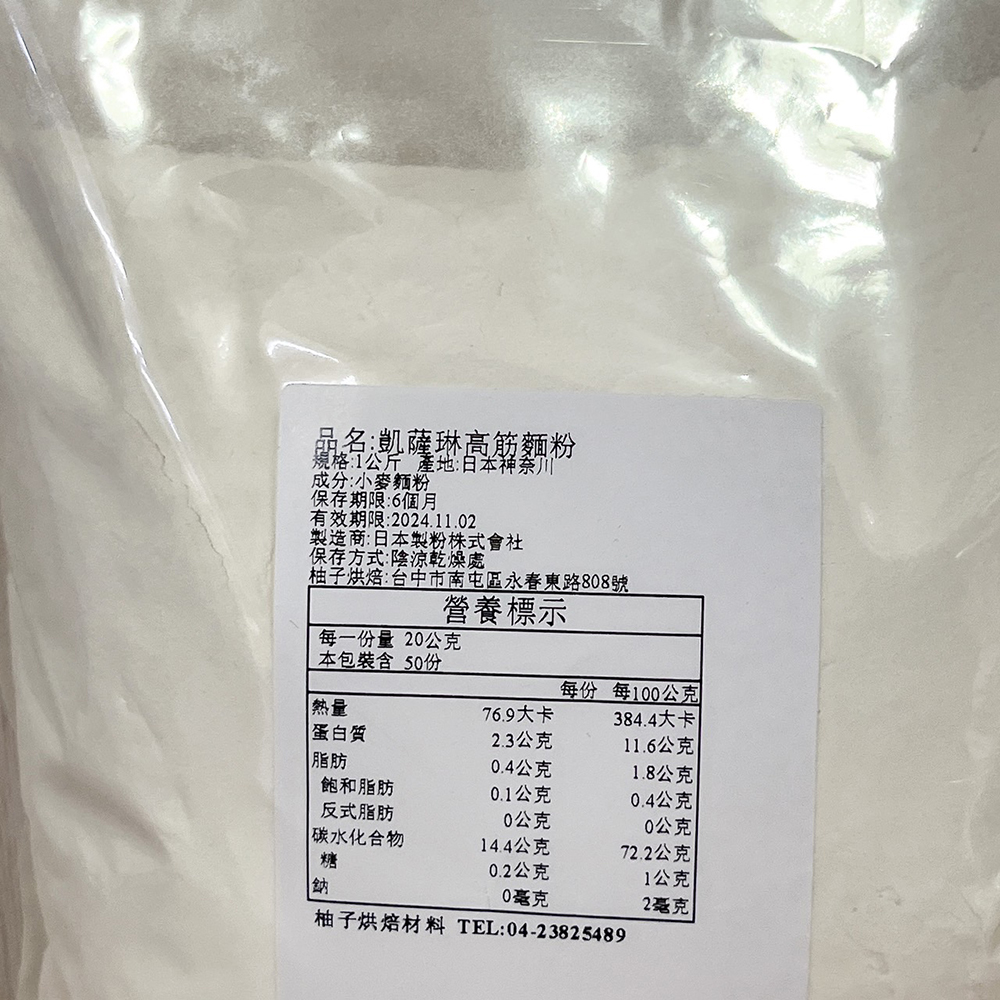 品名:凱薩琳高筋麵粉
規格:1公斤 產地:日本神奈川
成分:小麥麵粉
保存期限:6個月
有效期限:2024.11.02
製造商:日本製粉株式會社
保存方式:陰涼乾燥處
柚子烘焙:台中市南屯區永春東路808號
營養標示
每一份量 20公克
本包裝含 50份
每份 每100公克
熱量 76.9大卡 384.4大卡
蛋白質 2.3公克 11.6公克
脂肪 0.4公克 1.8公克
飽和脂肪 0.1公克 0.4公克
反式脂肪 0公克 0公克
碳水化合物 14.4公克 72.2公克
糖 0.2公克 1公克
鈉 0毫克 2毫克
柚子烘焙材料 TEL:04-23825489